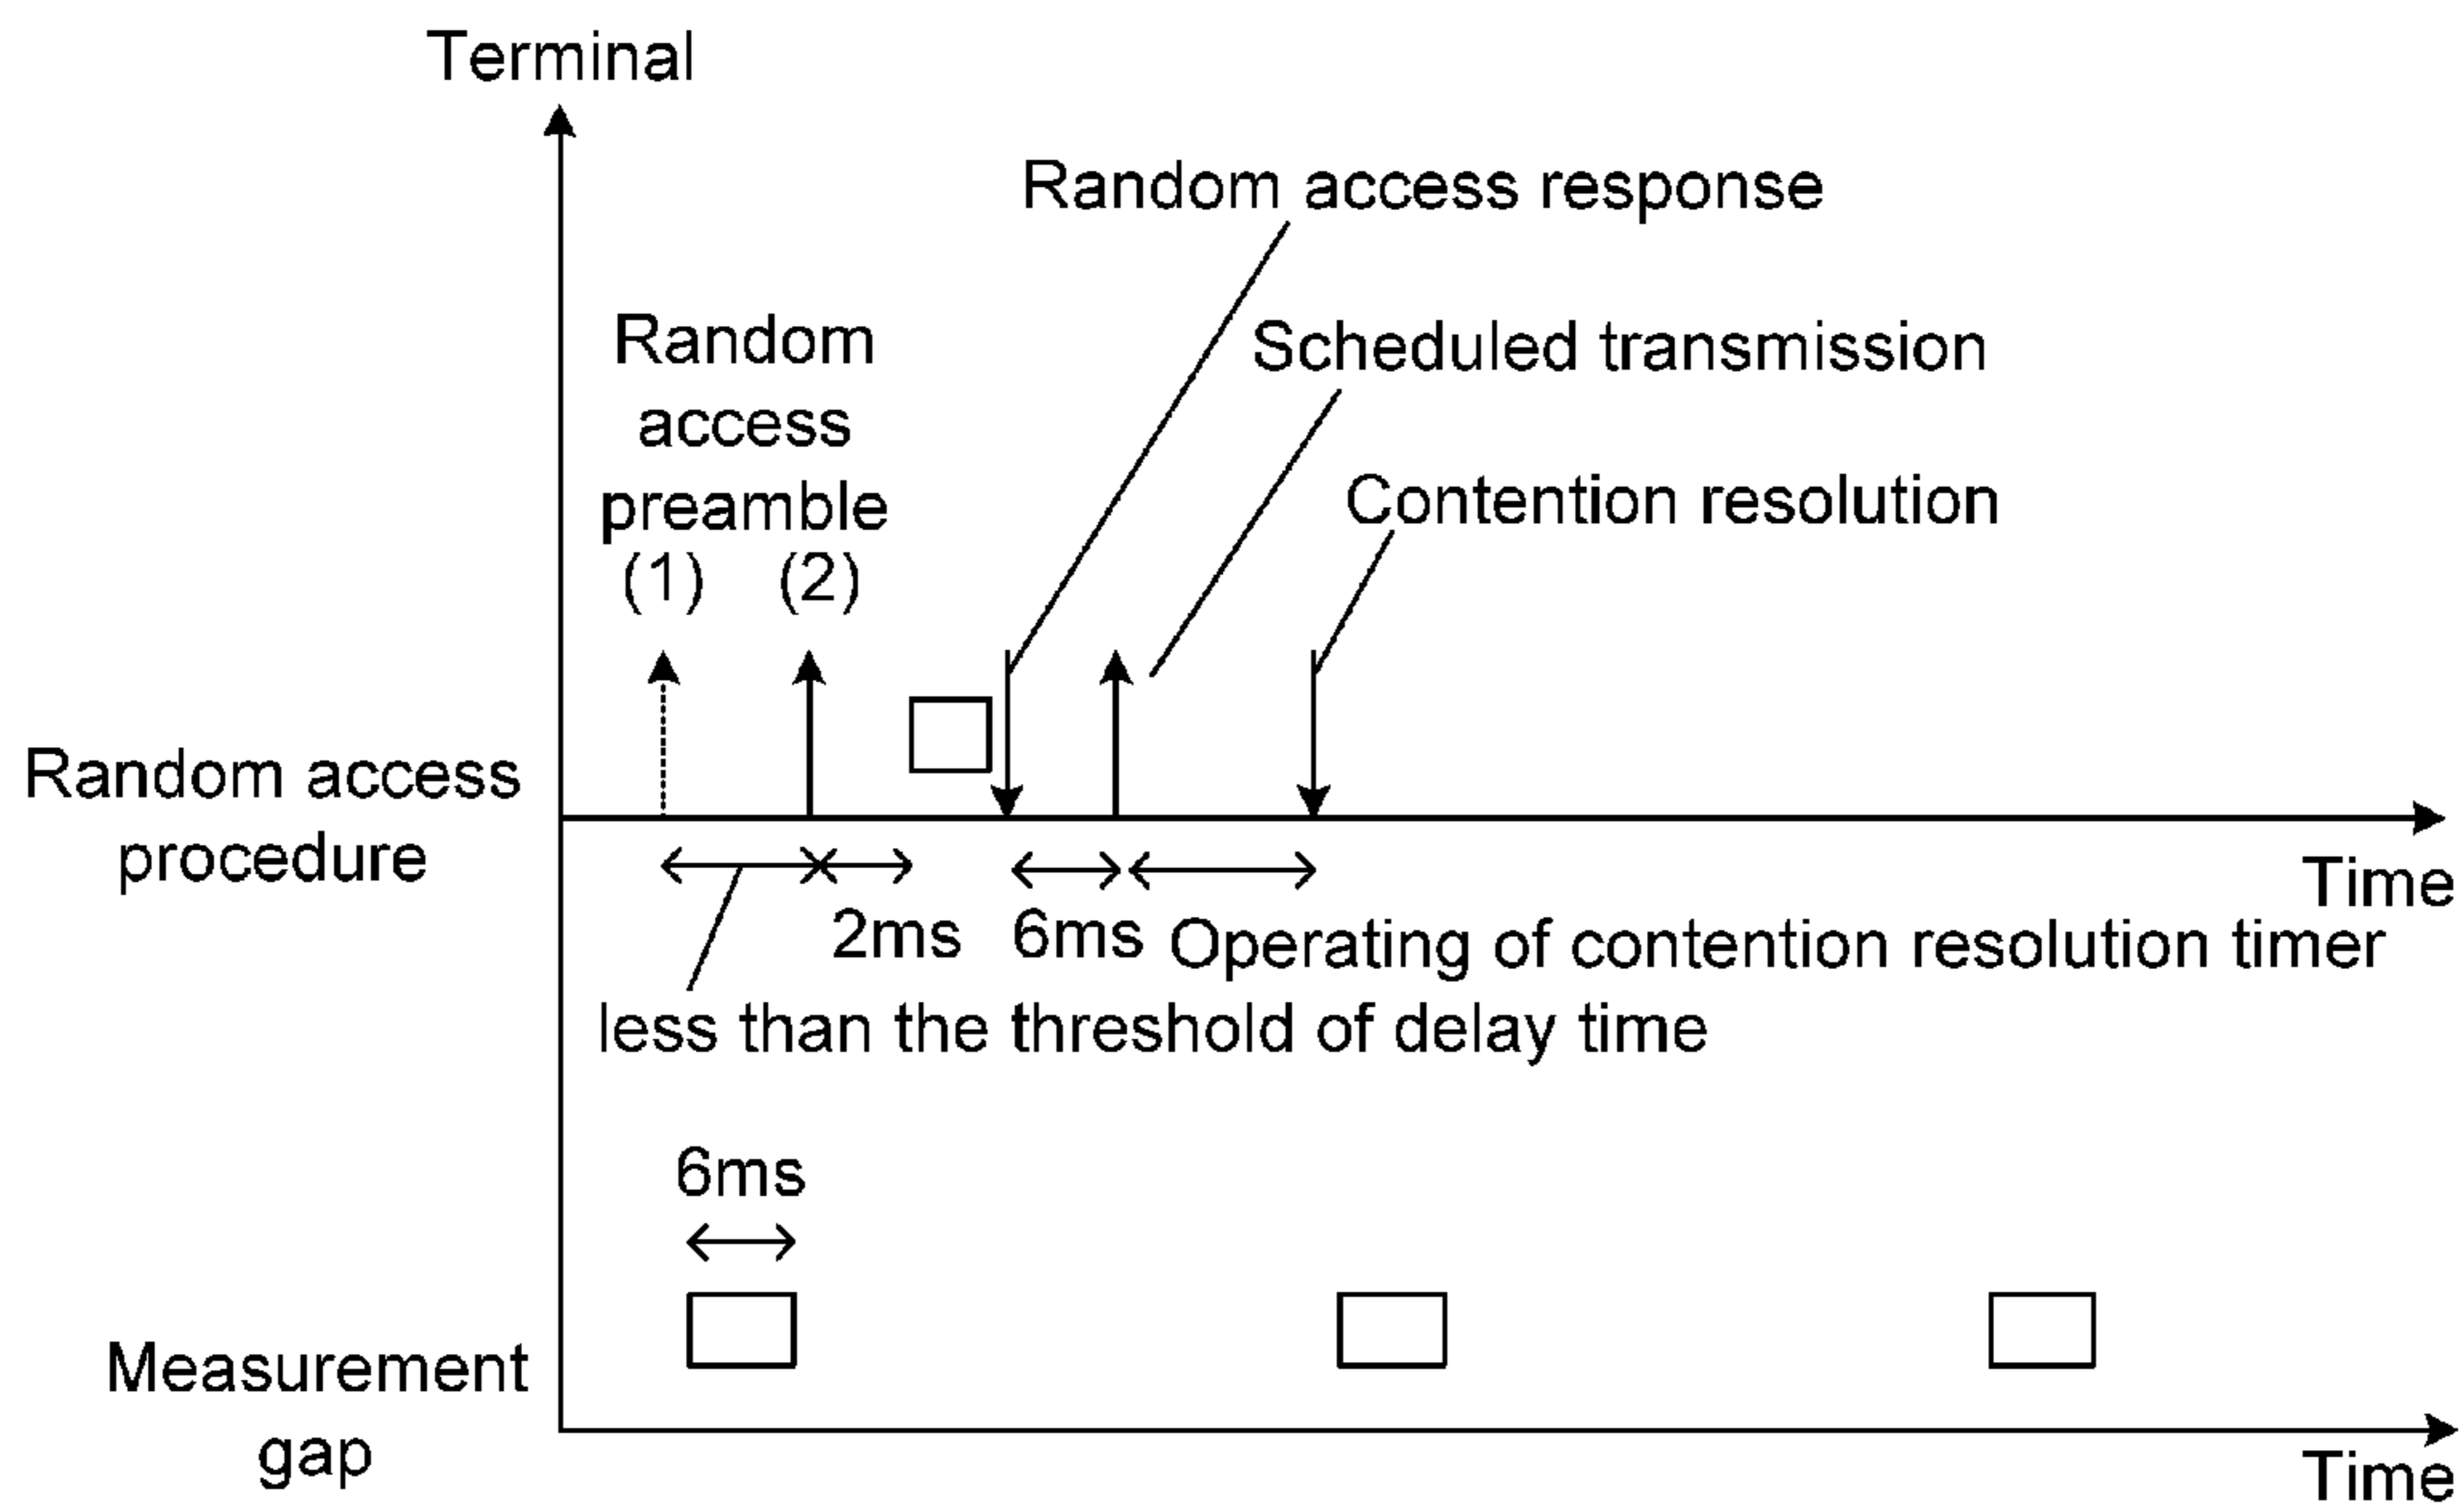 Terminal
Random access response
Random
access
preamble
(1) (2)
Scheduled transmission
Contention resolution
Random access
procedure
Time
2ms 6ms Operating of contention resolution timer
less than the threshold of delay time
6ms
Measurement
gap
Time